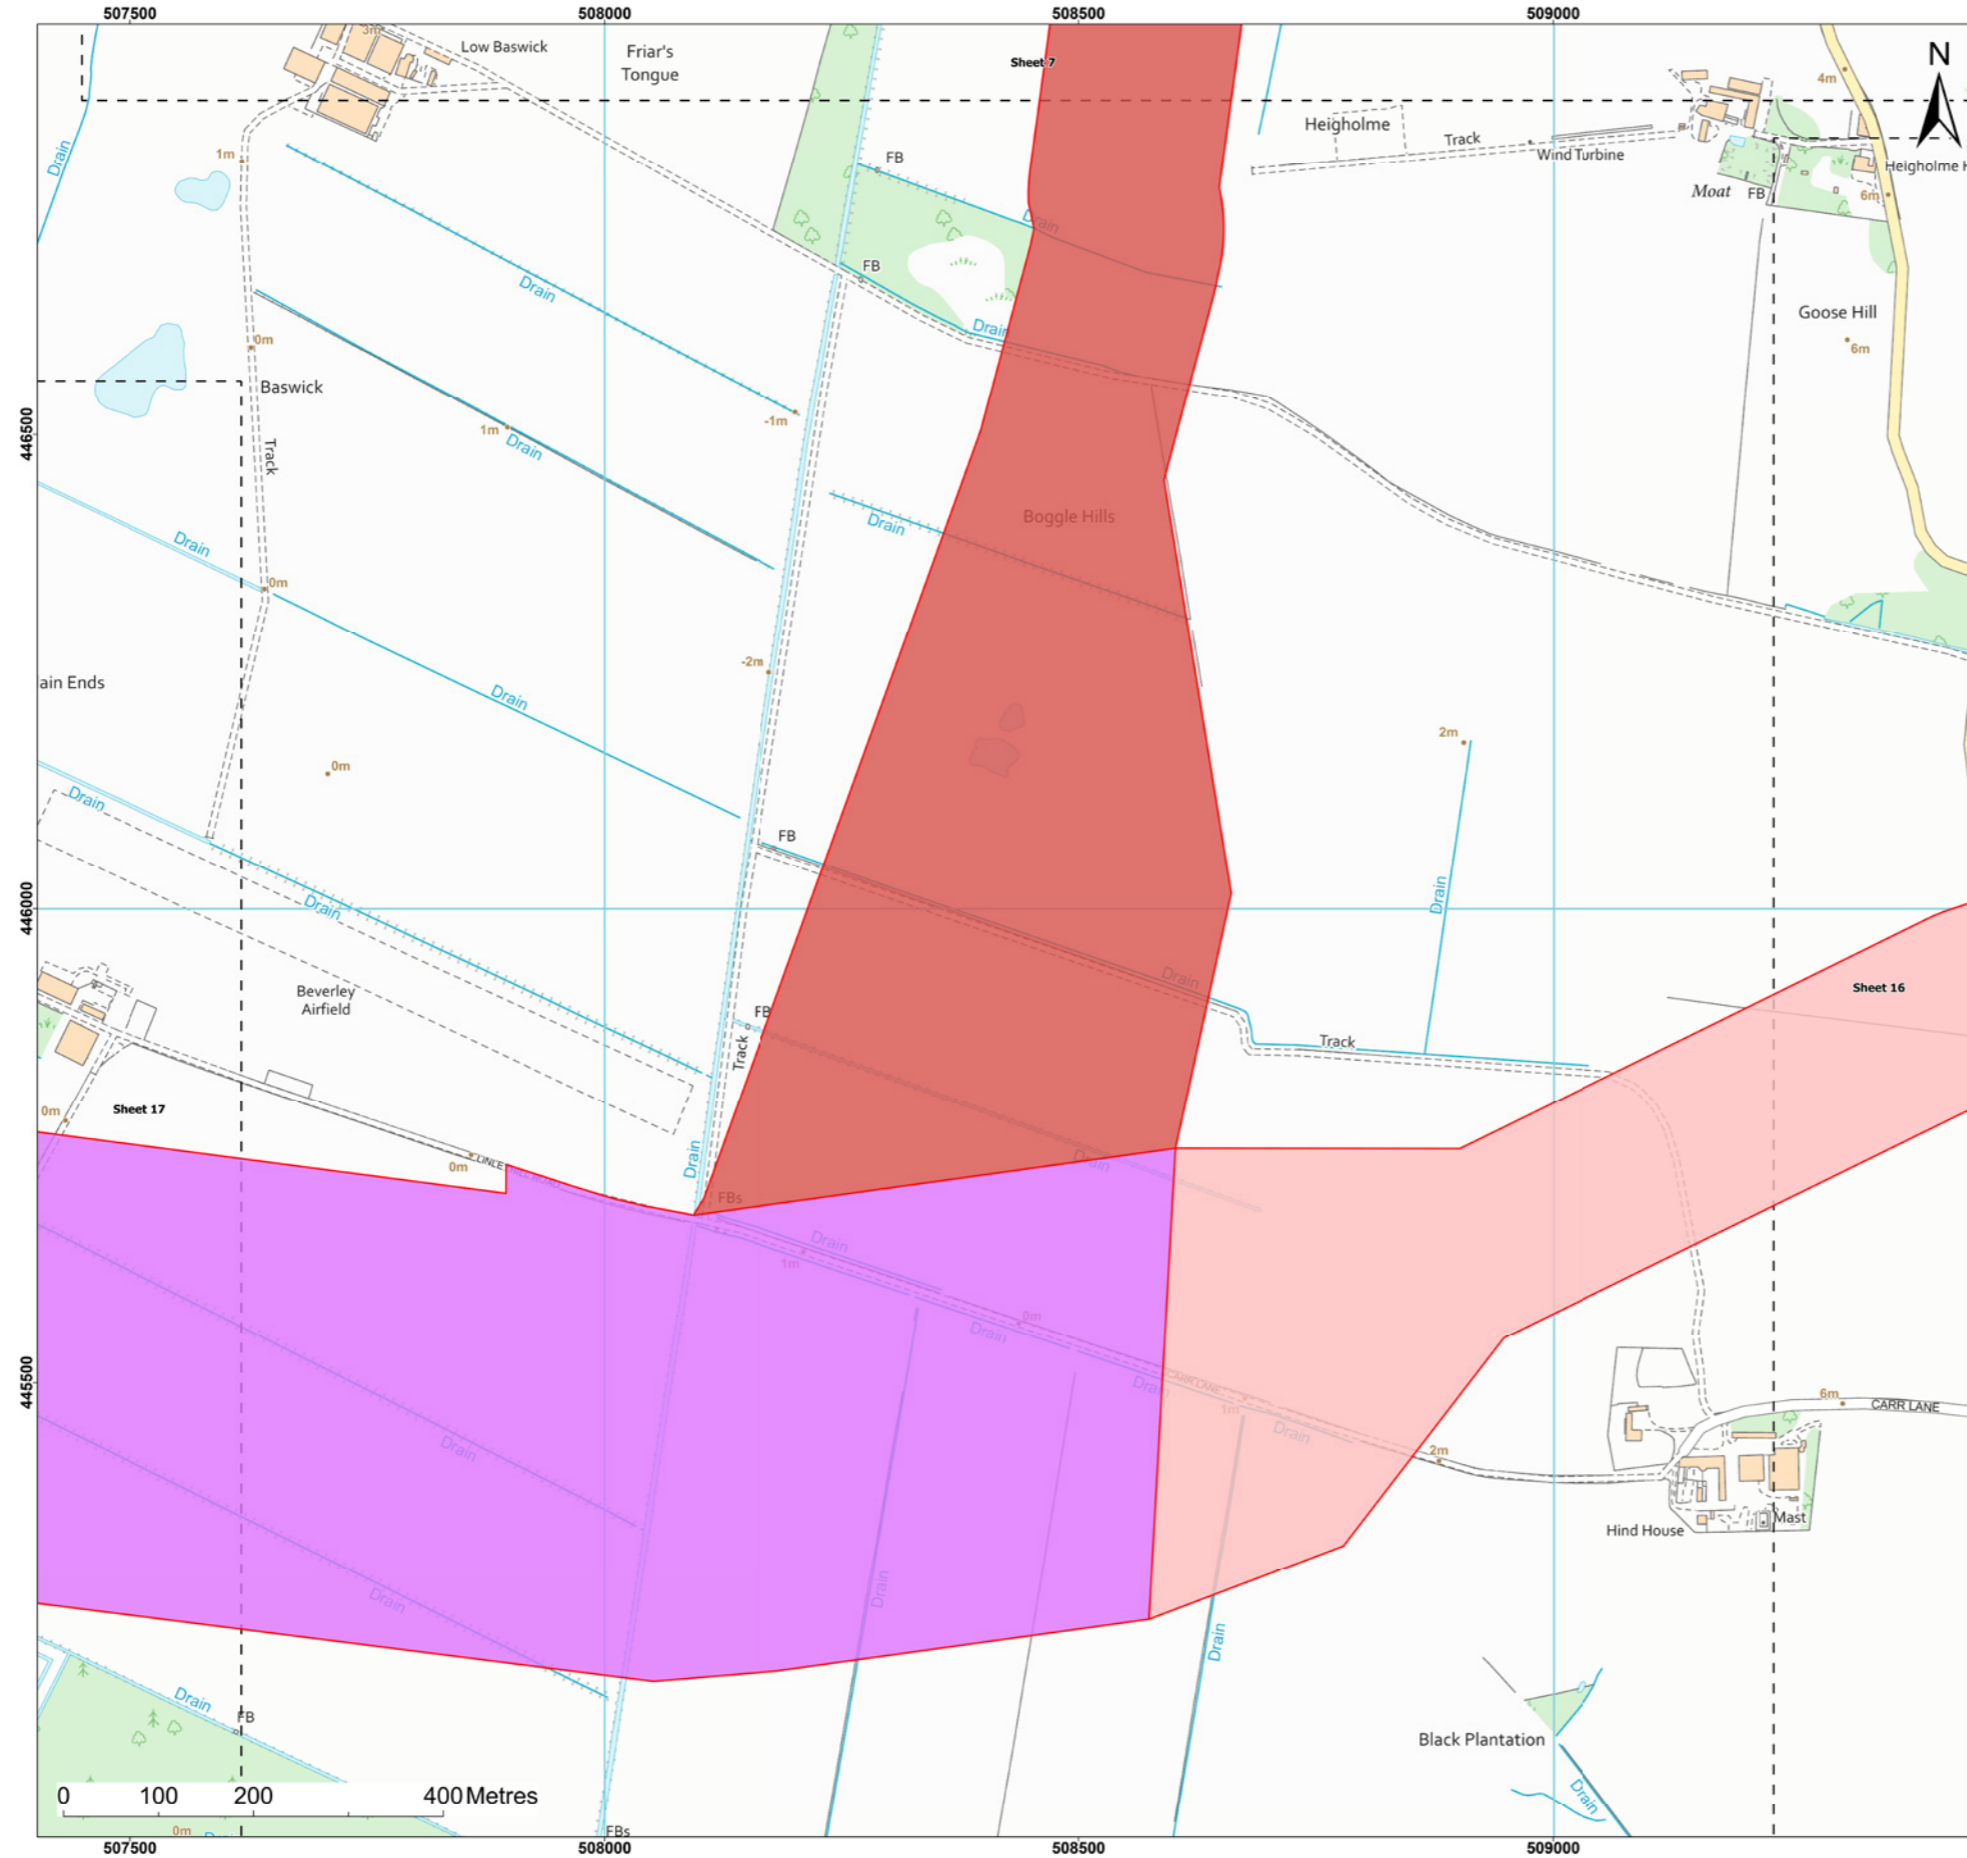 507500
508000
508500
509000
3m
Low Baswick
Friar's
Tongue
Sheet 7
N
4m
Heigholme
Track
Wind Turbine
Heigholme H
Moat
FB
6m
Drain
1m
FB
Drain
FB
Drain
Drain
Goose Hill
6m
0m
Baswick
446500
-1m
1m
Drain
Track
Boggle Hills
Drain
Drain
0m
-2m
ain Ends
Drain
2m
0m
Drain
FB
Drain
446000
Drain
Drain
Sheet 16
Beverley
Airfield
FB
Track
Track
0m
Sheet 17
0m
Drain
Drain
FBs
Drain
1m
0m
Drain
445500
CARR LANE
Drain
1m
6m
CARR LANE
Drain
2m
Drain
Mast
Hind House
Drain
Drain
Drain
Drain
FB
Black Plantation
Drain
0 100 200 400 Metres
0m
FBs
507500
508000
508500
509000